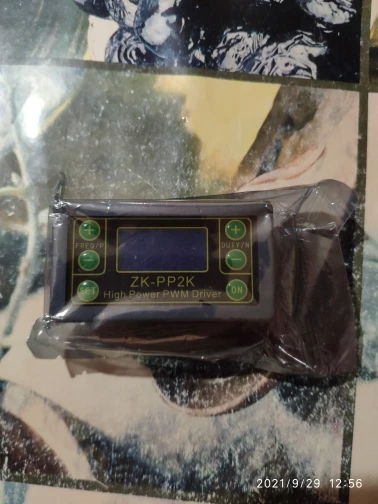 + +
FREQ/P DUTY/N
- -
ZK-PP2K
High Power PWM Driver
ON
2021/9/29 12:56